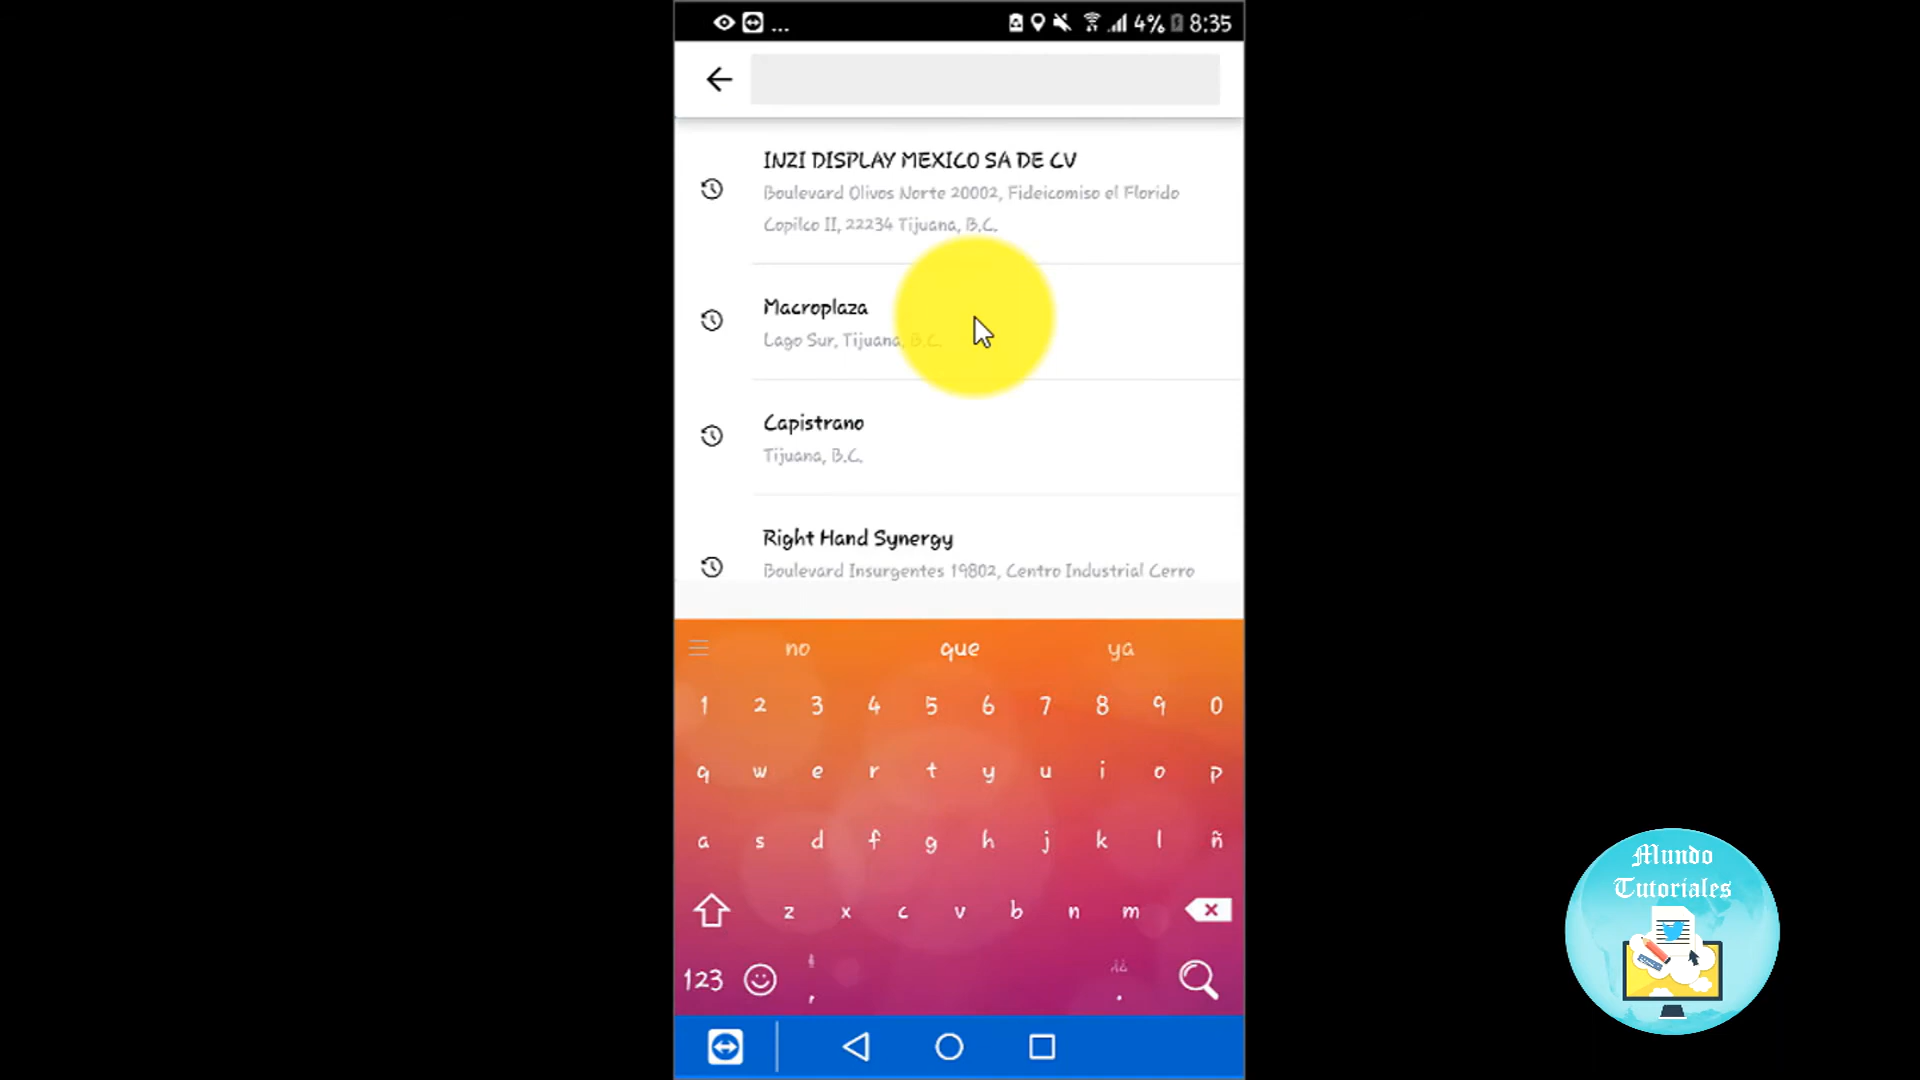 ... 4% 8:35
INZI DISPLAY MEXICO SA DE CV
Boulevard Olivos Norte 20002, Fideicomiso el Florido
Copilco II, 22234 Tijuana, B.C.
Macroplaza
Lago Sur, Tijuana, B.C.
Capistrano
Tijuana, B.C.
Right Hand Synergy
Boulevard Insurgentes 19802, Centro Industrial Cerro
no que ya
1 2 3 4 5 6 7 8 9 0
q w e r t y u i o p
a s d f g h j k l ñ
z x c v b n m
123 , .
Mundo
Tutoriales